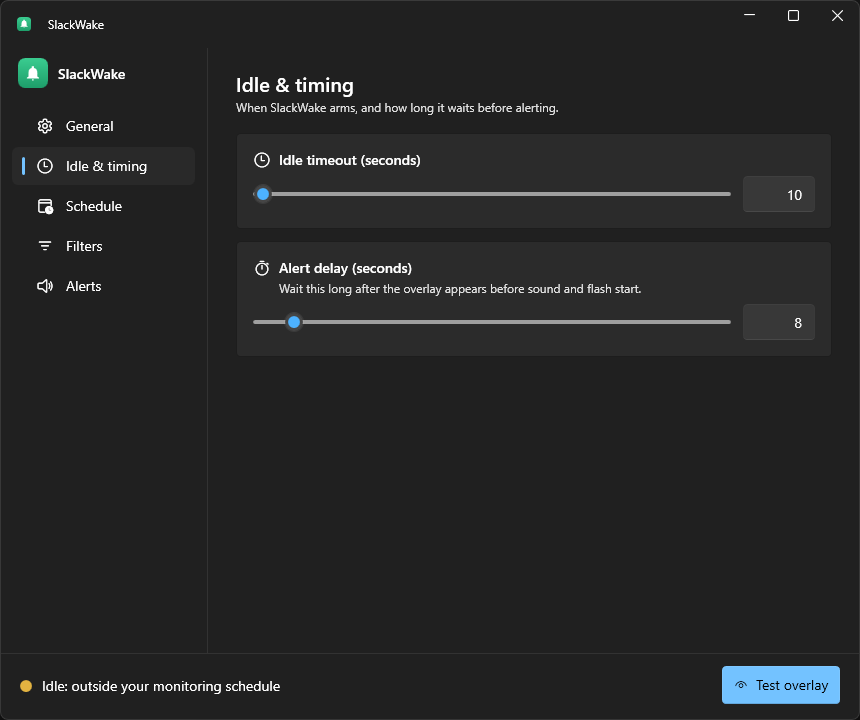 SlackWake
SlackWake
General
Idle & timing
Schedule
Filters
Alerts
Idle & timing
When SlackWake arms, and how long it waits before alerting.
Idle timeout (seconds)
10
Alert delay (seconds)
Wait this long after the overlay appears before sound and flash start.
8
Idle: outside your monitoring schedule
Test overlay